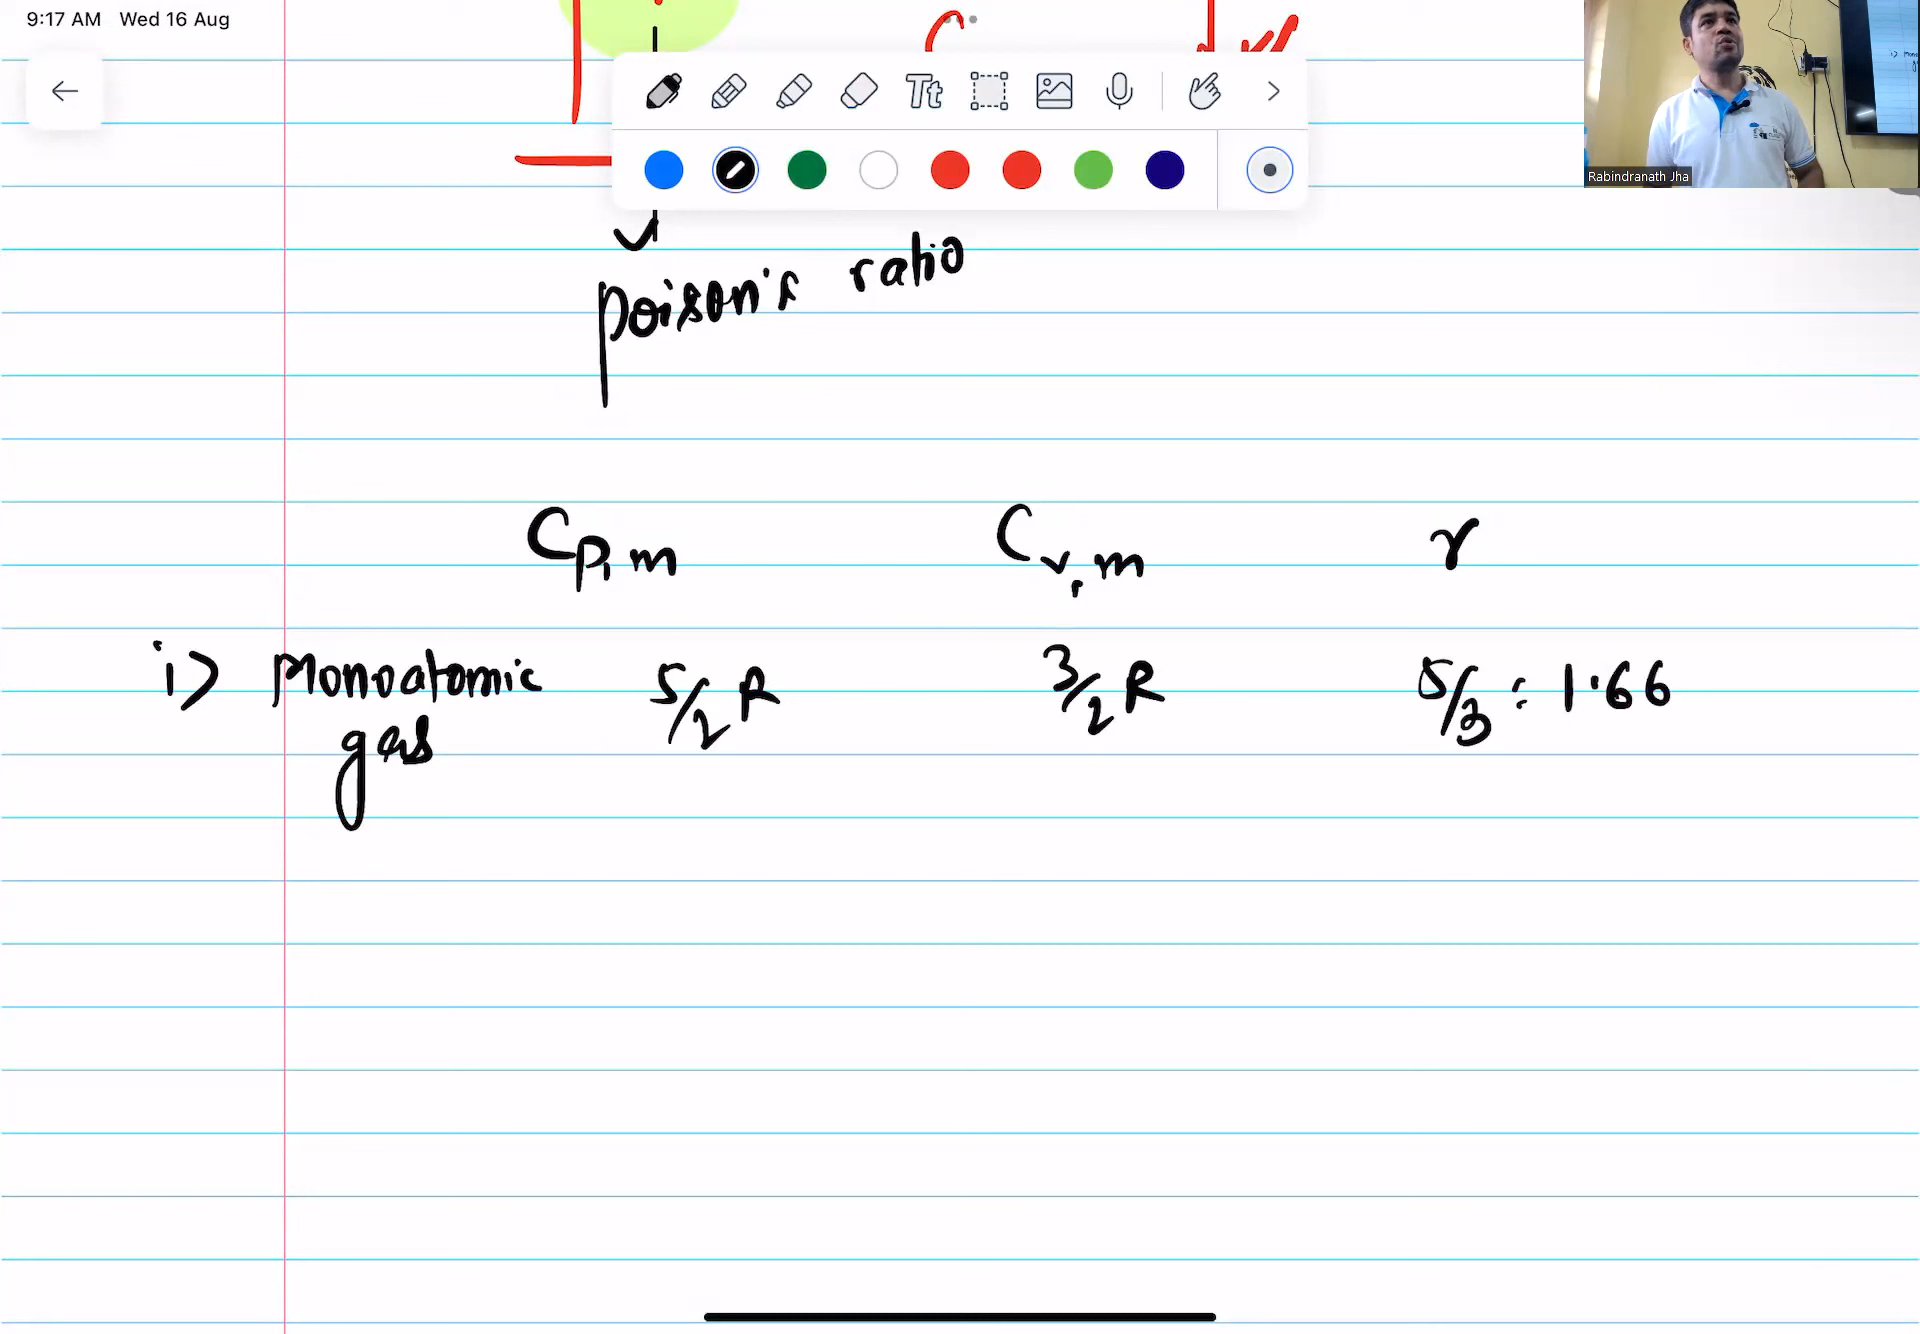 9:17 AM Wed 16 Aug
Tt
Rabindranath Jha
poison's ratio
Cp,m Cv,m γ
i) Monoatomic gas 5/2 R 3/2 R 5/3 = 1.66